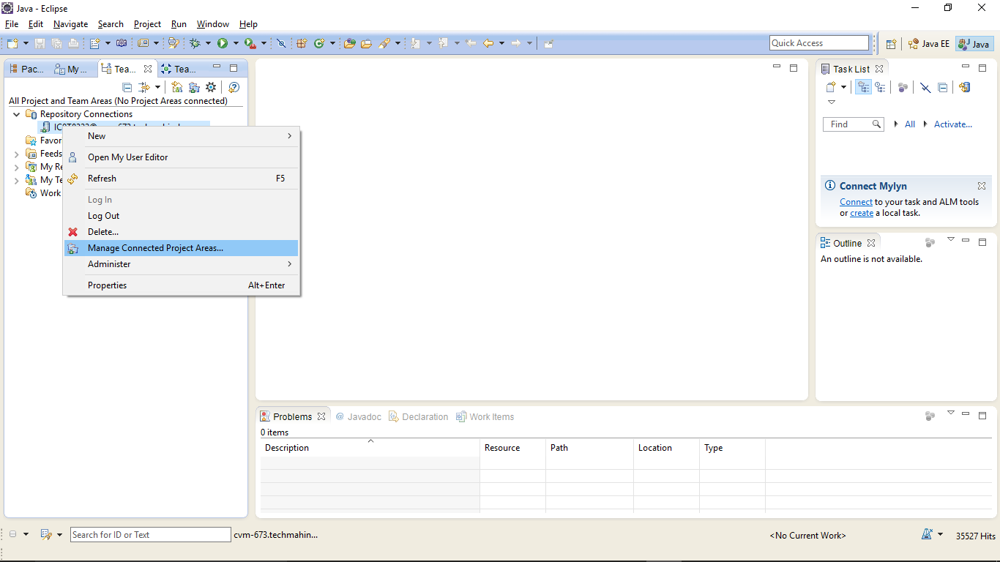 Java - Eclipse
File Edit Navigate Search Project Run Window Help
Quick Access
Java EE
Java
Pac...
My ...
Tea...
Tea...
All Project and Team Areas (No Project Areas connected)
Repository Connections
Favor
Feeds
My Re
My Te
Work
New
Open My User Editor
Refresh F5
Log In
Log Out
Delete...
Manage Connected Project Areas...
Administer
Properties Alt+Enter
Task List
Find
All
Activate...
Connect Mylyn
Connect to your task and ALM tools
or create a local task.
Outline
An outline is not available.
Problems
@ Javadoc
Declaration
Work Items
0 items
Description Resource Path Location Type
Search for ID or Text
cvm-673.techmahin...
<No Current Work>
35527 Hits